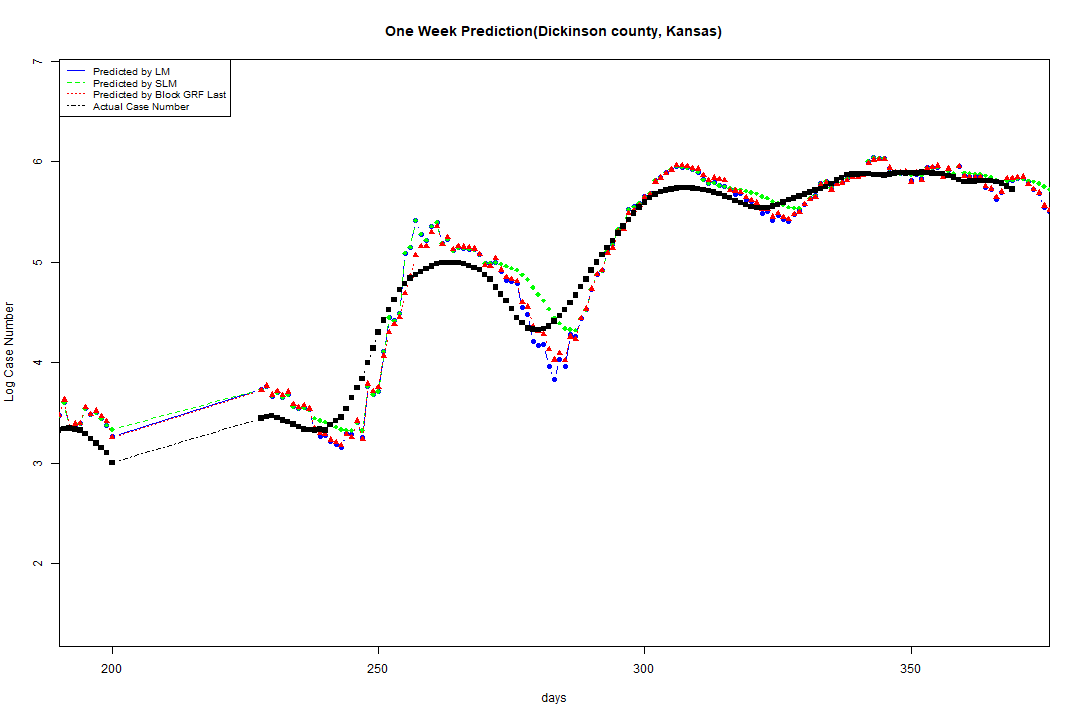 One Week Prediction(Dickinson county, Kansas)
Predicted by LM
Predicted by SLM
Predicted by Block GRF Last
Actual Case Number
7
6
5
4
3
2
Log Case Number
200 250 300 350
days